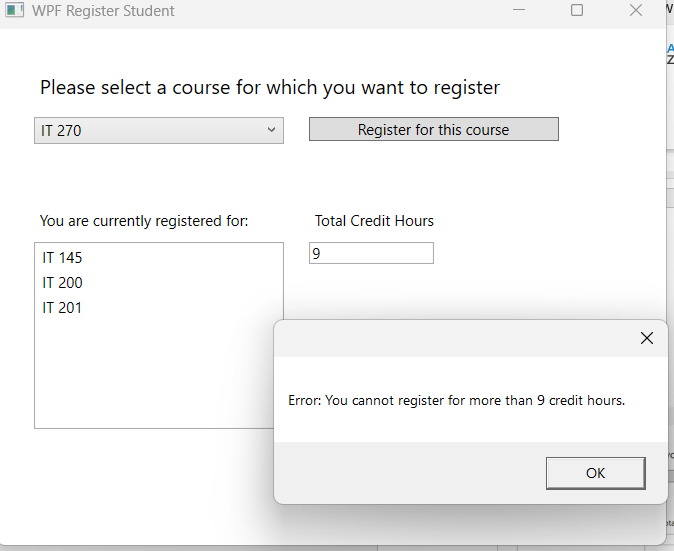 WPF Register Student
Please select a course for which you want to register
IT 270
Register for this course
You are currently registered for:
Total Credit Hours
IT 145
9
IT 200
IT 201
Error: You cannot register for more than 9 credit hours.
OK